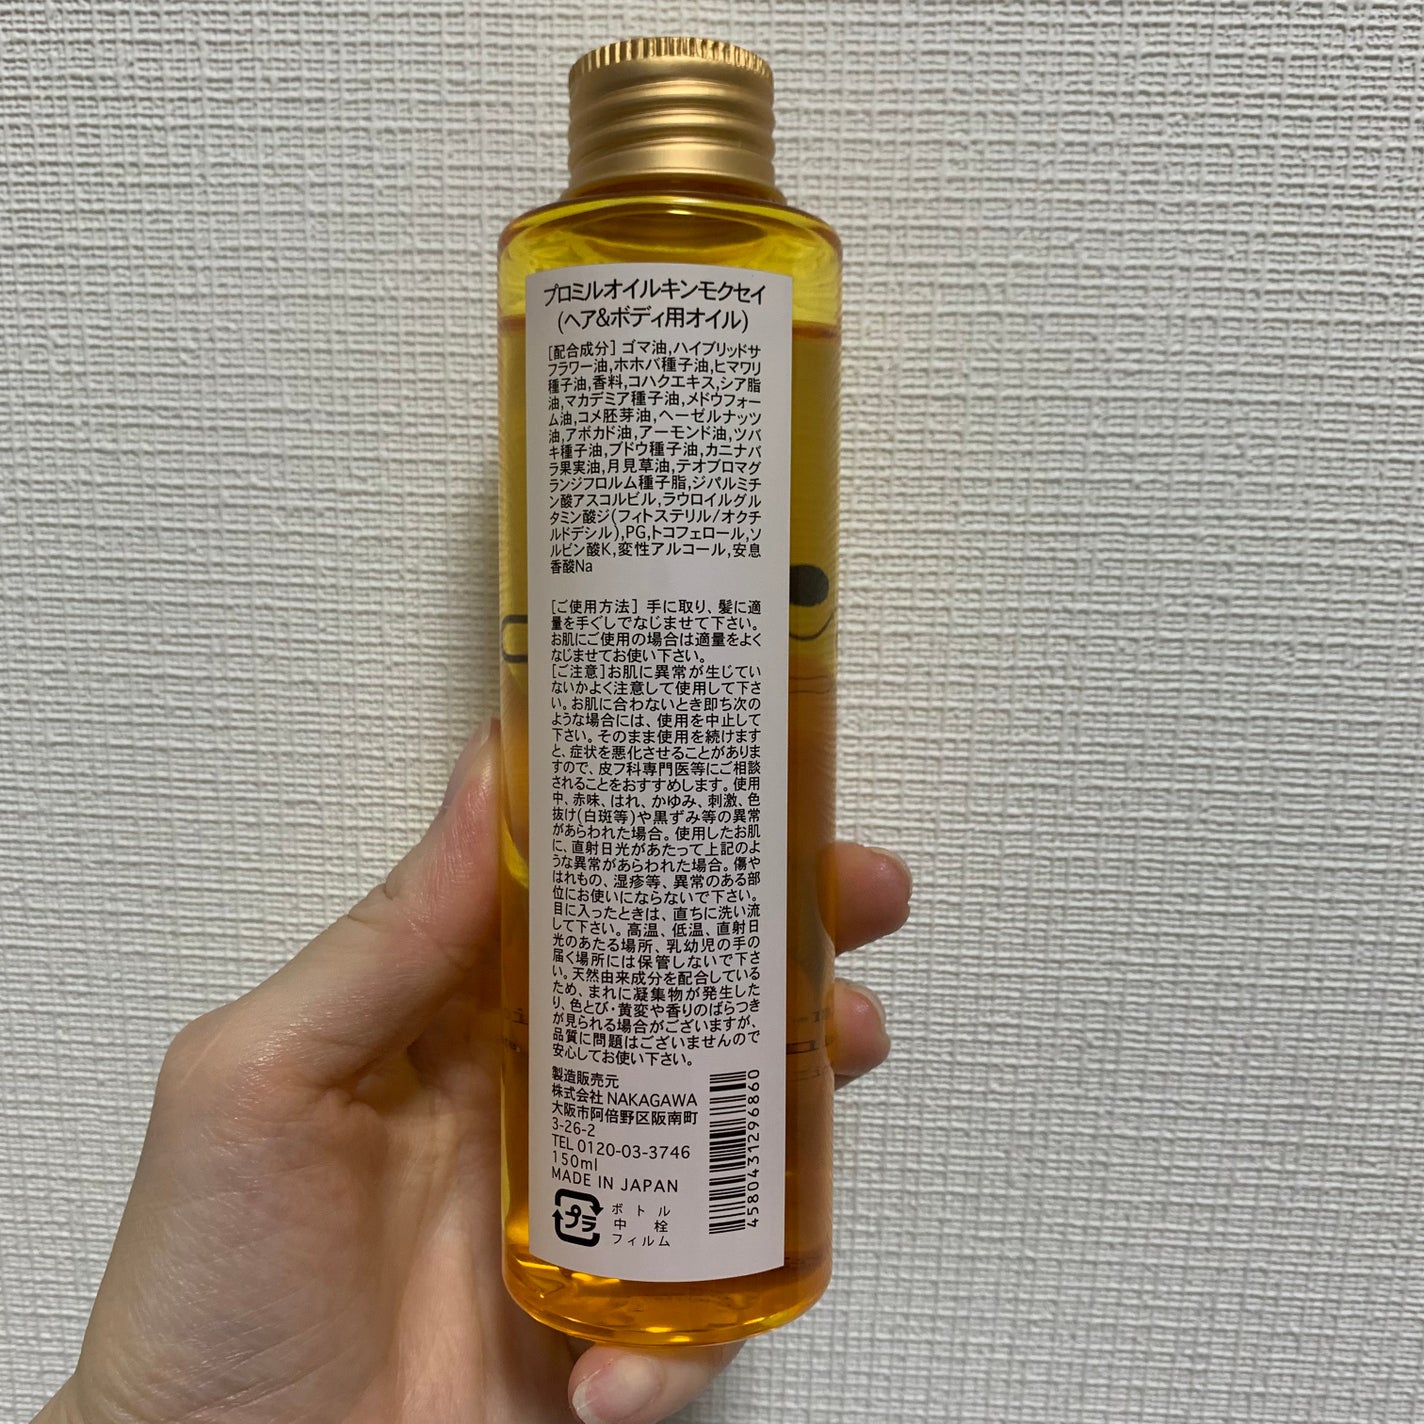 プロミルオイルキンモクセイ
(ヘア&ボディ用オイル)
[配合成分] ゴマ油,ハイブリッドサ
フラワー油,ホホバ種子油,ヒマワリ
種子油,香料,コハクエキス,シア脂
油,マカデミア種子油,メドウフォー
ム油,コメ胚芽油,ヘーゼルナッツ
油,アボカド油,アーモンド油,ツバ
キ種子油,ブドウ種子油,カニナバ
ラ果実油,月見草油,テオブロマグ
ランジフロルム種子脂,ジパルミチ
ン酸アスコルビル,ラウロイルグル
タミン酸ジ(フィトステリル/オクチ
ルドデシル),PG,トコフェロール,ソ
ルビン酸K,変性アルコール,安息
香酸Na
[ご使用方法] 手に取り、髪に適
量を手ぐしでなじませて下さい。
お肌にご使用の場合は適量をよく
なじませてお使い下さい。
[ご注意]お肌に異常が生じてい
ないかよく注意して使用して下さ
い。お肌に合わないとき即ち次の
ような場合には、使用を中止して
下さい。そのまま使用を続けます
と、症状を悪化させることがありま
すので、皮フ科専門医等にご相談
されることをおすすめします。使用
中、赤味、はれ、かゆみ、刺激、色
抜け(白斑等)や黒ずみ等の異常
があらわれた場合。使用したお肌
に、直射日光があたって上記のよ
うな異常があらわれた場合。傷や
はれもの、湿疹等、異常のある部
位にお使いにならないで下さい。
目に入ったときは、直ちに洗い流
して下さい。高温、低温、直射日
光のあたる場所、乳幼児の手の
届く場所には保管しないで下さ
い。天然由来成分を配合している
ため、まれに凝集物が発生した
り、色とび・黄変や香りのばらつき
が見られる場合がございますが、
品質に問題はございませんので
安心してお使い下さい。
製造販売元
株式会社 NAKAGAWA
大阪市阿倍野区阪南町
3-26-2
TEL 0120-03-3746
150ml
MADE IN JAPAN
プラ
ボトル
中栓
フィルム
4580431296860